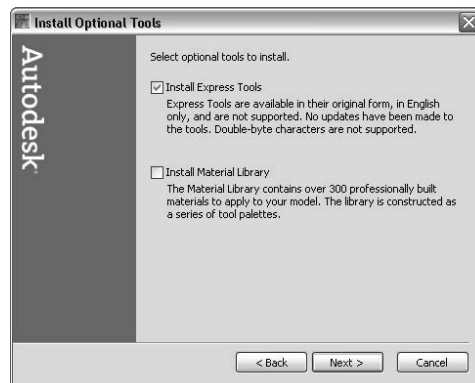 Install Optional Tools
Autodesk
Select optional tools to install.
Install Express Tools
Express Tools are available in their original form, in English
only, and are not supported. No updates have been made to
the tools. Double-byte characters are not supported.
Install Material Library
The Material Library contains over 300 professionally built
materials to apply to your model. The library is constructed as
a series of tool palettes.
< Back
Next >
Cancel